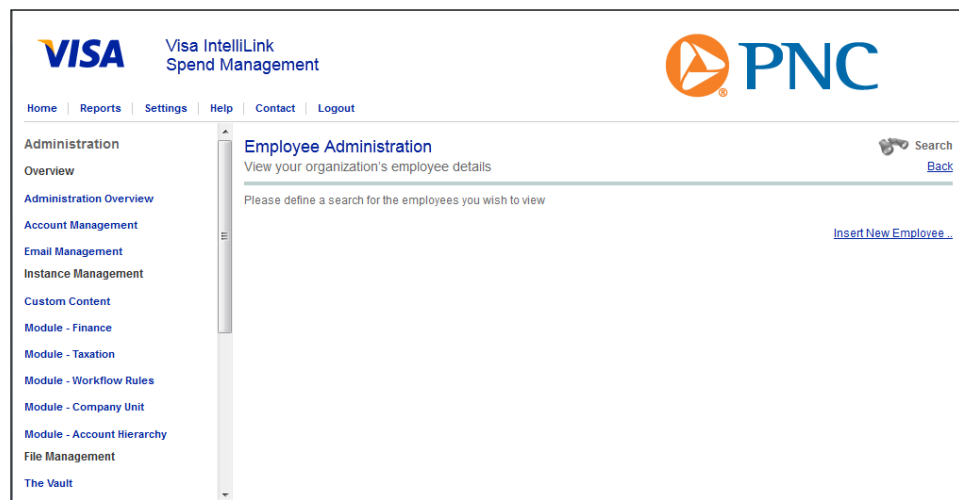 VISA
Visa IntelliLink
Spend Management
PNC
Home | Reports | Settings | Help | Contact | Logout
Administration
Overview
Administration Overview
Account Management
Email Management
Instance Management
Custom Content
Module - Finance
Module - Taxation
Module - Workflow Rules
Module - Company Unit
Module - Account Hierarchy
File Management
The Vault
Employee Administration
View your organization's employee details
Search
Back
Please define a search for the employees you wish to view
Insert New Employee ..